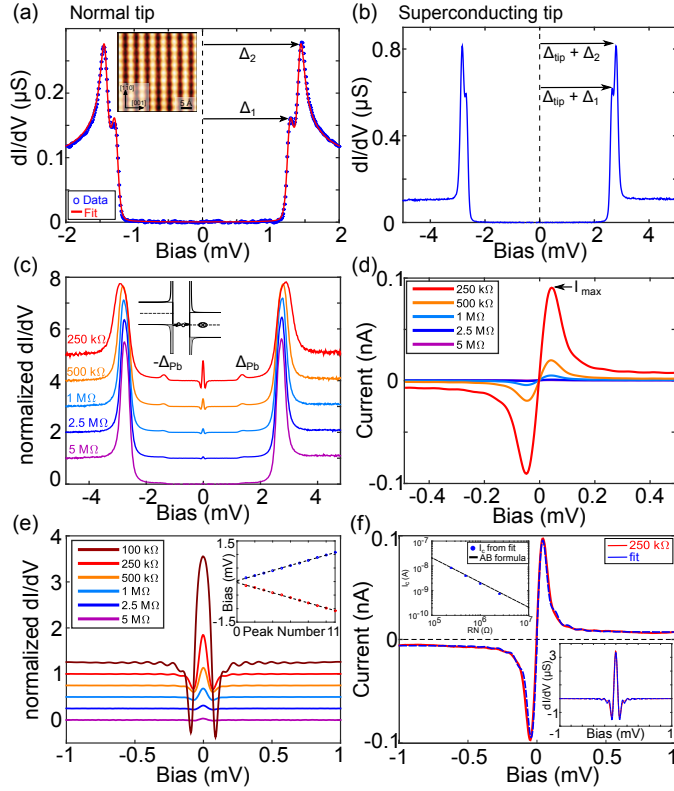 (a) Normal tip
dI/dV (µS)
0.2
0.1
0
-2
-1
0
1
2
Bias (mV)
[1-10]
[001]
5 Å
Δ2
Δ1
o Data
Fit
(b) Superconducting tip
dI/dV (µS)
0.8
0.6
0.4
0.2
0
-4
-2
0
2
4
Bias (mV)
Δtip + Δ2
Δtip + Δ1
(c)
normalized dI/dV
8
6
4
2
0
-4
-2
0
2
4
Bias (mV)
250 kΩ
500 kΩ
1 MΩ
2.5 MΩ
5 MΩ
-ΔPb
ΔPb
(d)
Current (nA)
0.1
0
-0.1
-0.4
-0.2
0
0.2
0.4
Bias (mV)
250 kΩ
500 kΩ
1 MΩ
2.5 MΩ
5 MΩ
Imax
(e)
normalized dI/dV
4
3
2
1
0
-1
-0.5
0
0.5
1
Bias (mV)
100 kΩ
250 kΩ
500 kΩ
1 MΩ
2.5 MΩ
5 MΩ
Bias (mV)
1.5
-1.5
0 Peak Number 11
(f)
Current (nA)
0.1
0
-0.1
-1
-0.5
0
0.5
1
Bias (mV)
250 kΩ
fit
Ic (A)
10-7
10-8
10-9
10-10
105
106
107
RN (Ω)
Ic from fit
AB formula
dI/dV (µS)
3
1
-1
-1
0
1
Bias (mV)